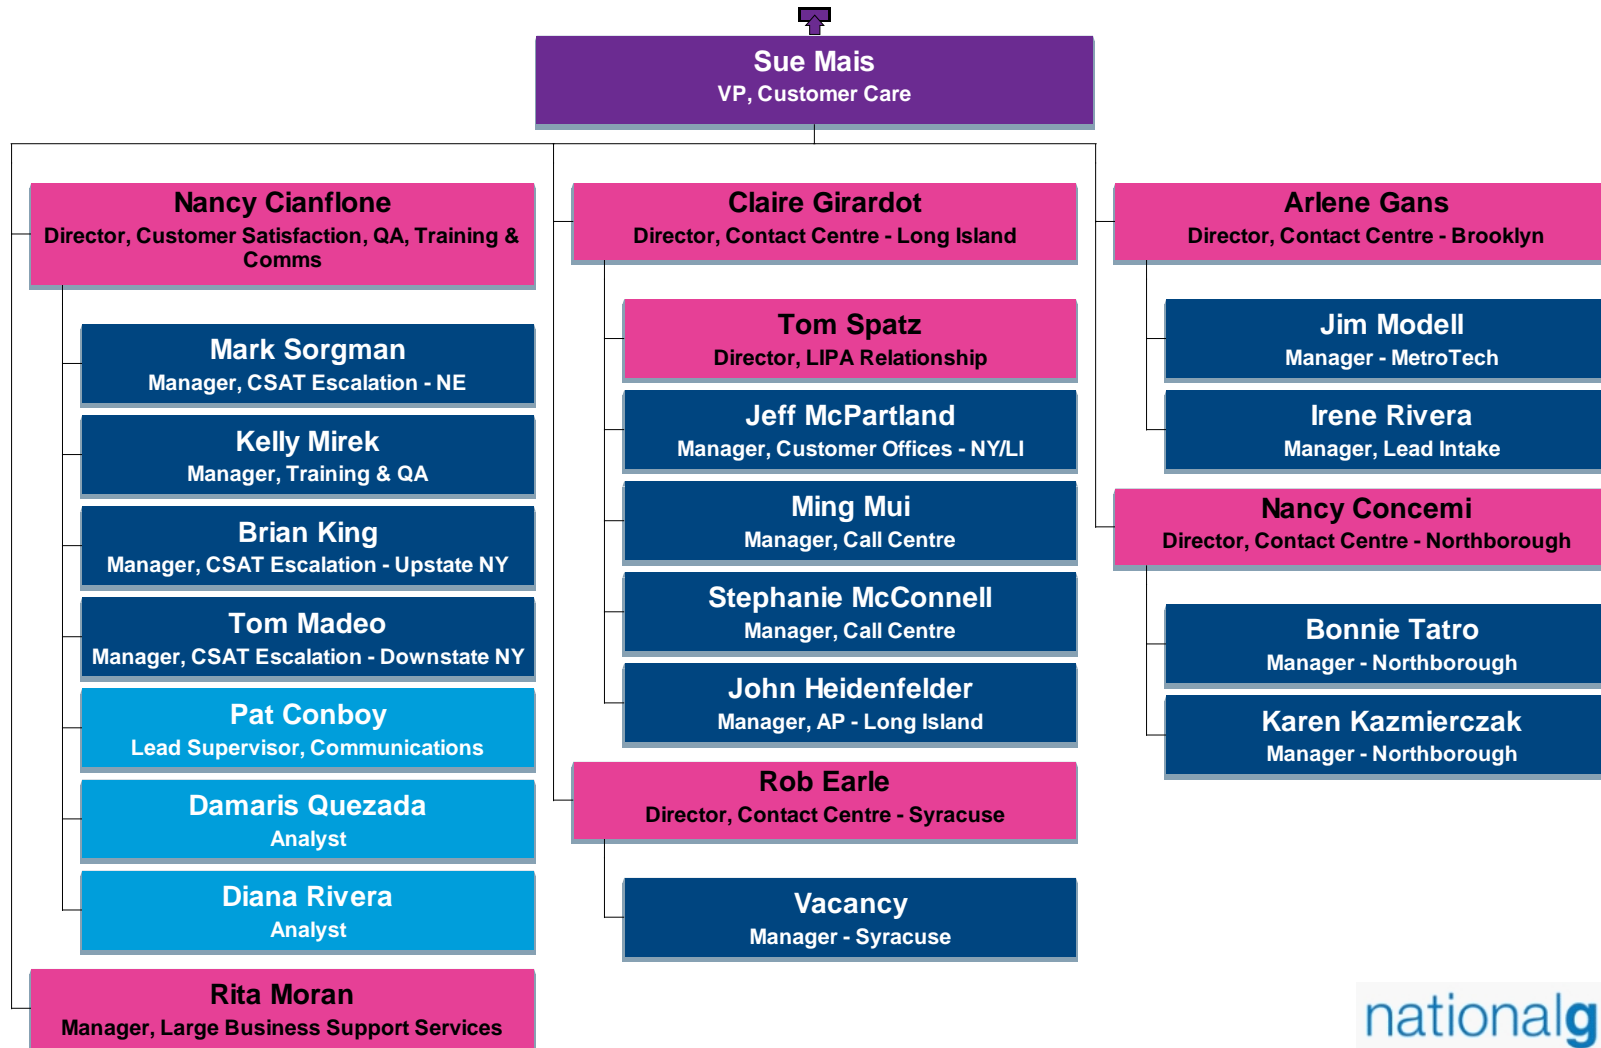 Sue Mais
VP, Customer Care
Nancy Cianflone
Director, Customer Satisfaction, QA, Training &
Comms
Mark Sorgman
Manager, CSAT Escalation - NE
Kelly Mirek
Manager, Training & QA
Brian King
Manager, CSAT Escalation - Upstate NY
Tom Madeo
Manager, CSAT Escalation - Downstate NY
Pat Conboy
Lead Supervisor, Communications
Damaris Quezada
Analyst
Diana Rivera
Analyst
Rita Moran
Manager, Large Business Support Services
Claire Girardot
Director, Contact Centre - Long Island
Tom Spatz
Director, LIPA Relationship
Jeff McPartland
Manager, Customer Offices - NY/LI
Ming Mui
Manager, Call Centre
Stephanie McConnell
Manager, Call Centre
John Heidenfelder
Manager, AP - Long Island
Rob Earle
Director, Contact Centre - Syracuse
Vacancy
Manager - Syracuse
Arlene Gans
Director, Contact Centre - Brooklyn
Jim Modell
Manager - MetroTech
Irene Rivera
Manager, Lead Intake
Nancy Concemi
Director, Contact Centre - Northborough
Bonnie Tatro
Manager - Northborough
Karen Kazmierczak
Manager - Northborough
nationalg